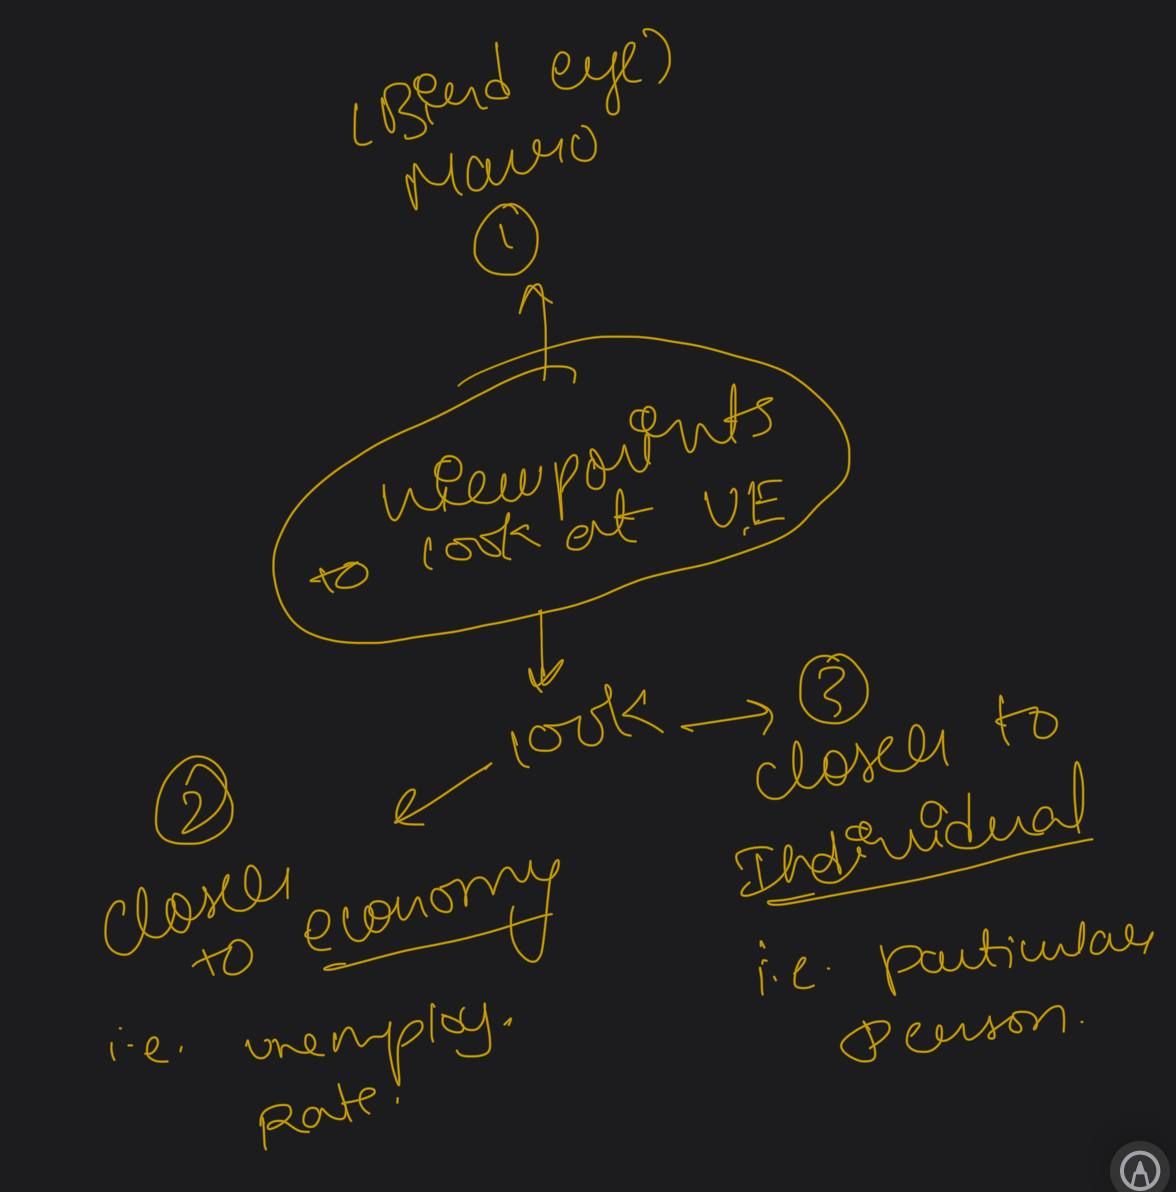 (Bird eye)
Macro
1
viewpoints
to look at U.E
look
3
closer to
Individual
i.e. particular
person.
2
closer
to economy
i.e. unemploy.
Rate.